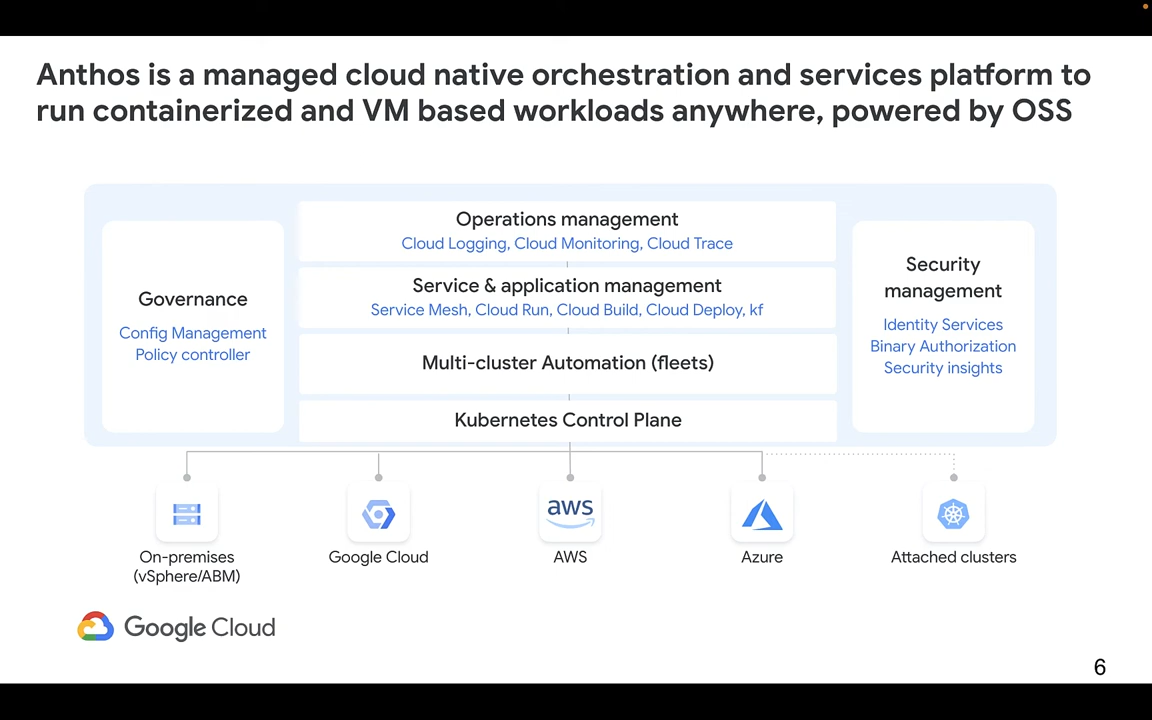 Anthos is a managed cloud native orchestration and services platform to
run containerized and VM based workloads anywhere, powered by OSS
Governance
Config Management
Policy controller
Operations management
Cloud Logging, Cloud Monitoring, Cloud Trace
Service & application management
Service Mesh, Cloud Run, Cloud Build, Cloud Deploy, kf
Multi-cluster Automation (fleets)
Kubernetes Control Plane
Security
management
Identity Services
Binary Authorization
Security insights
On-premises
(vSphere/ABM)
Google Cloud
aws
AWS
Azure
Attached clusters
Google Cloud
6